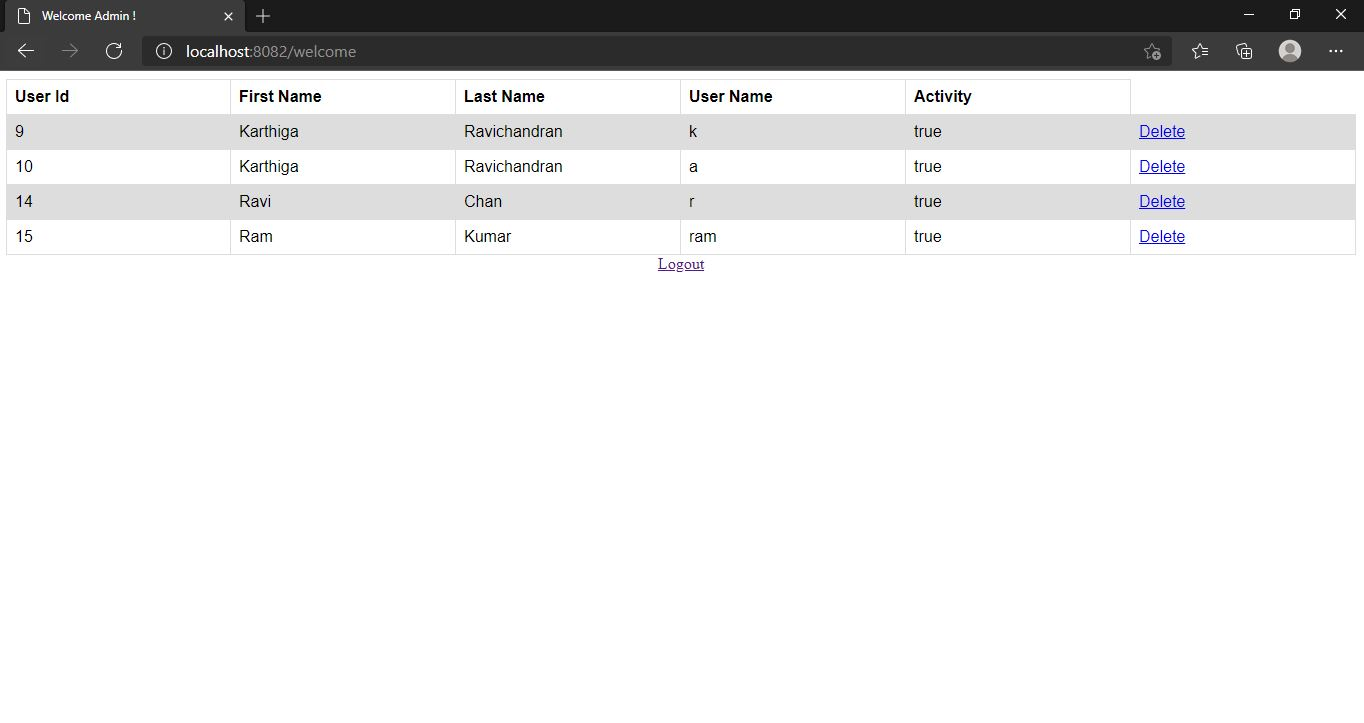 Welcome Admin !
localhost:8082/welcome
User Id First Name Last Name User Name Activity
9 Karthiga Ravichandran k true Delete
10 Karthiga Ravichandran a true Delete
14 Ravi Chan r true Delete
15 Ram Kumar ram true Delete
Logout